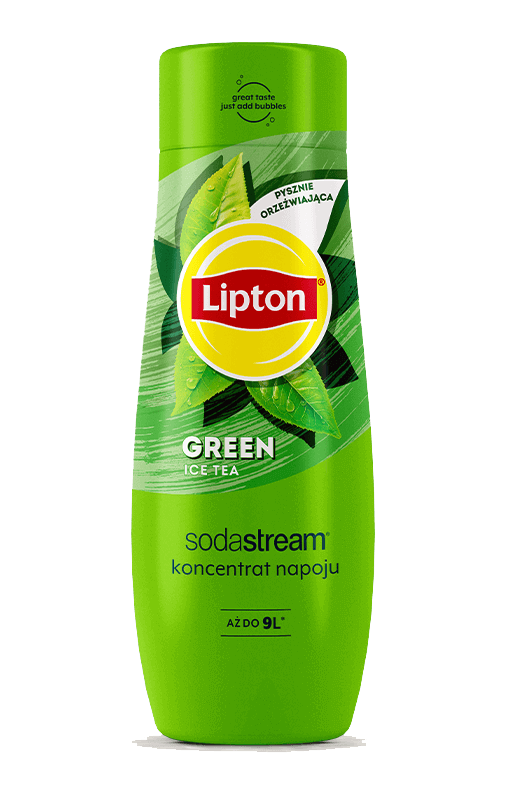 great taste
just add bubbles
PYSZNIE
ORZEŹWIAJĄCA
Lipton®
GREEN
ICE TEA
sodastream®
koncentrat napoju
AŻ DO 9L*